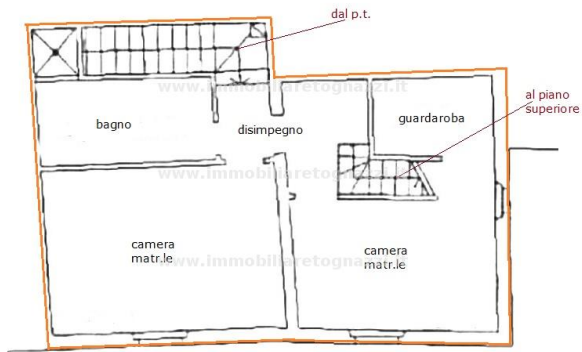 dal p.t.
www.immobiliaretognazzi.it
al piano
superiore
bagno
disimpegno
guardaroba
www.immobiliaretognazzi.it
camera
matr.le
camera
matr.le
www.immobiliaretognazzi.it